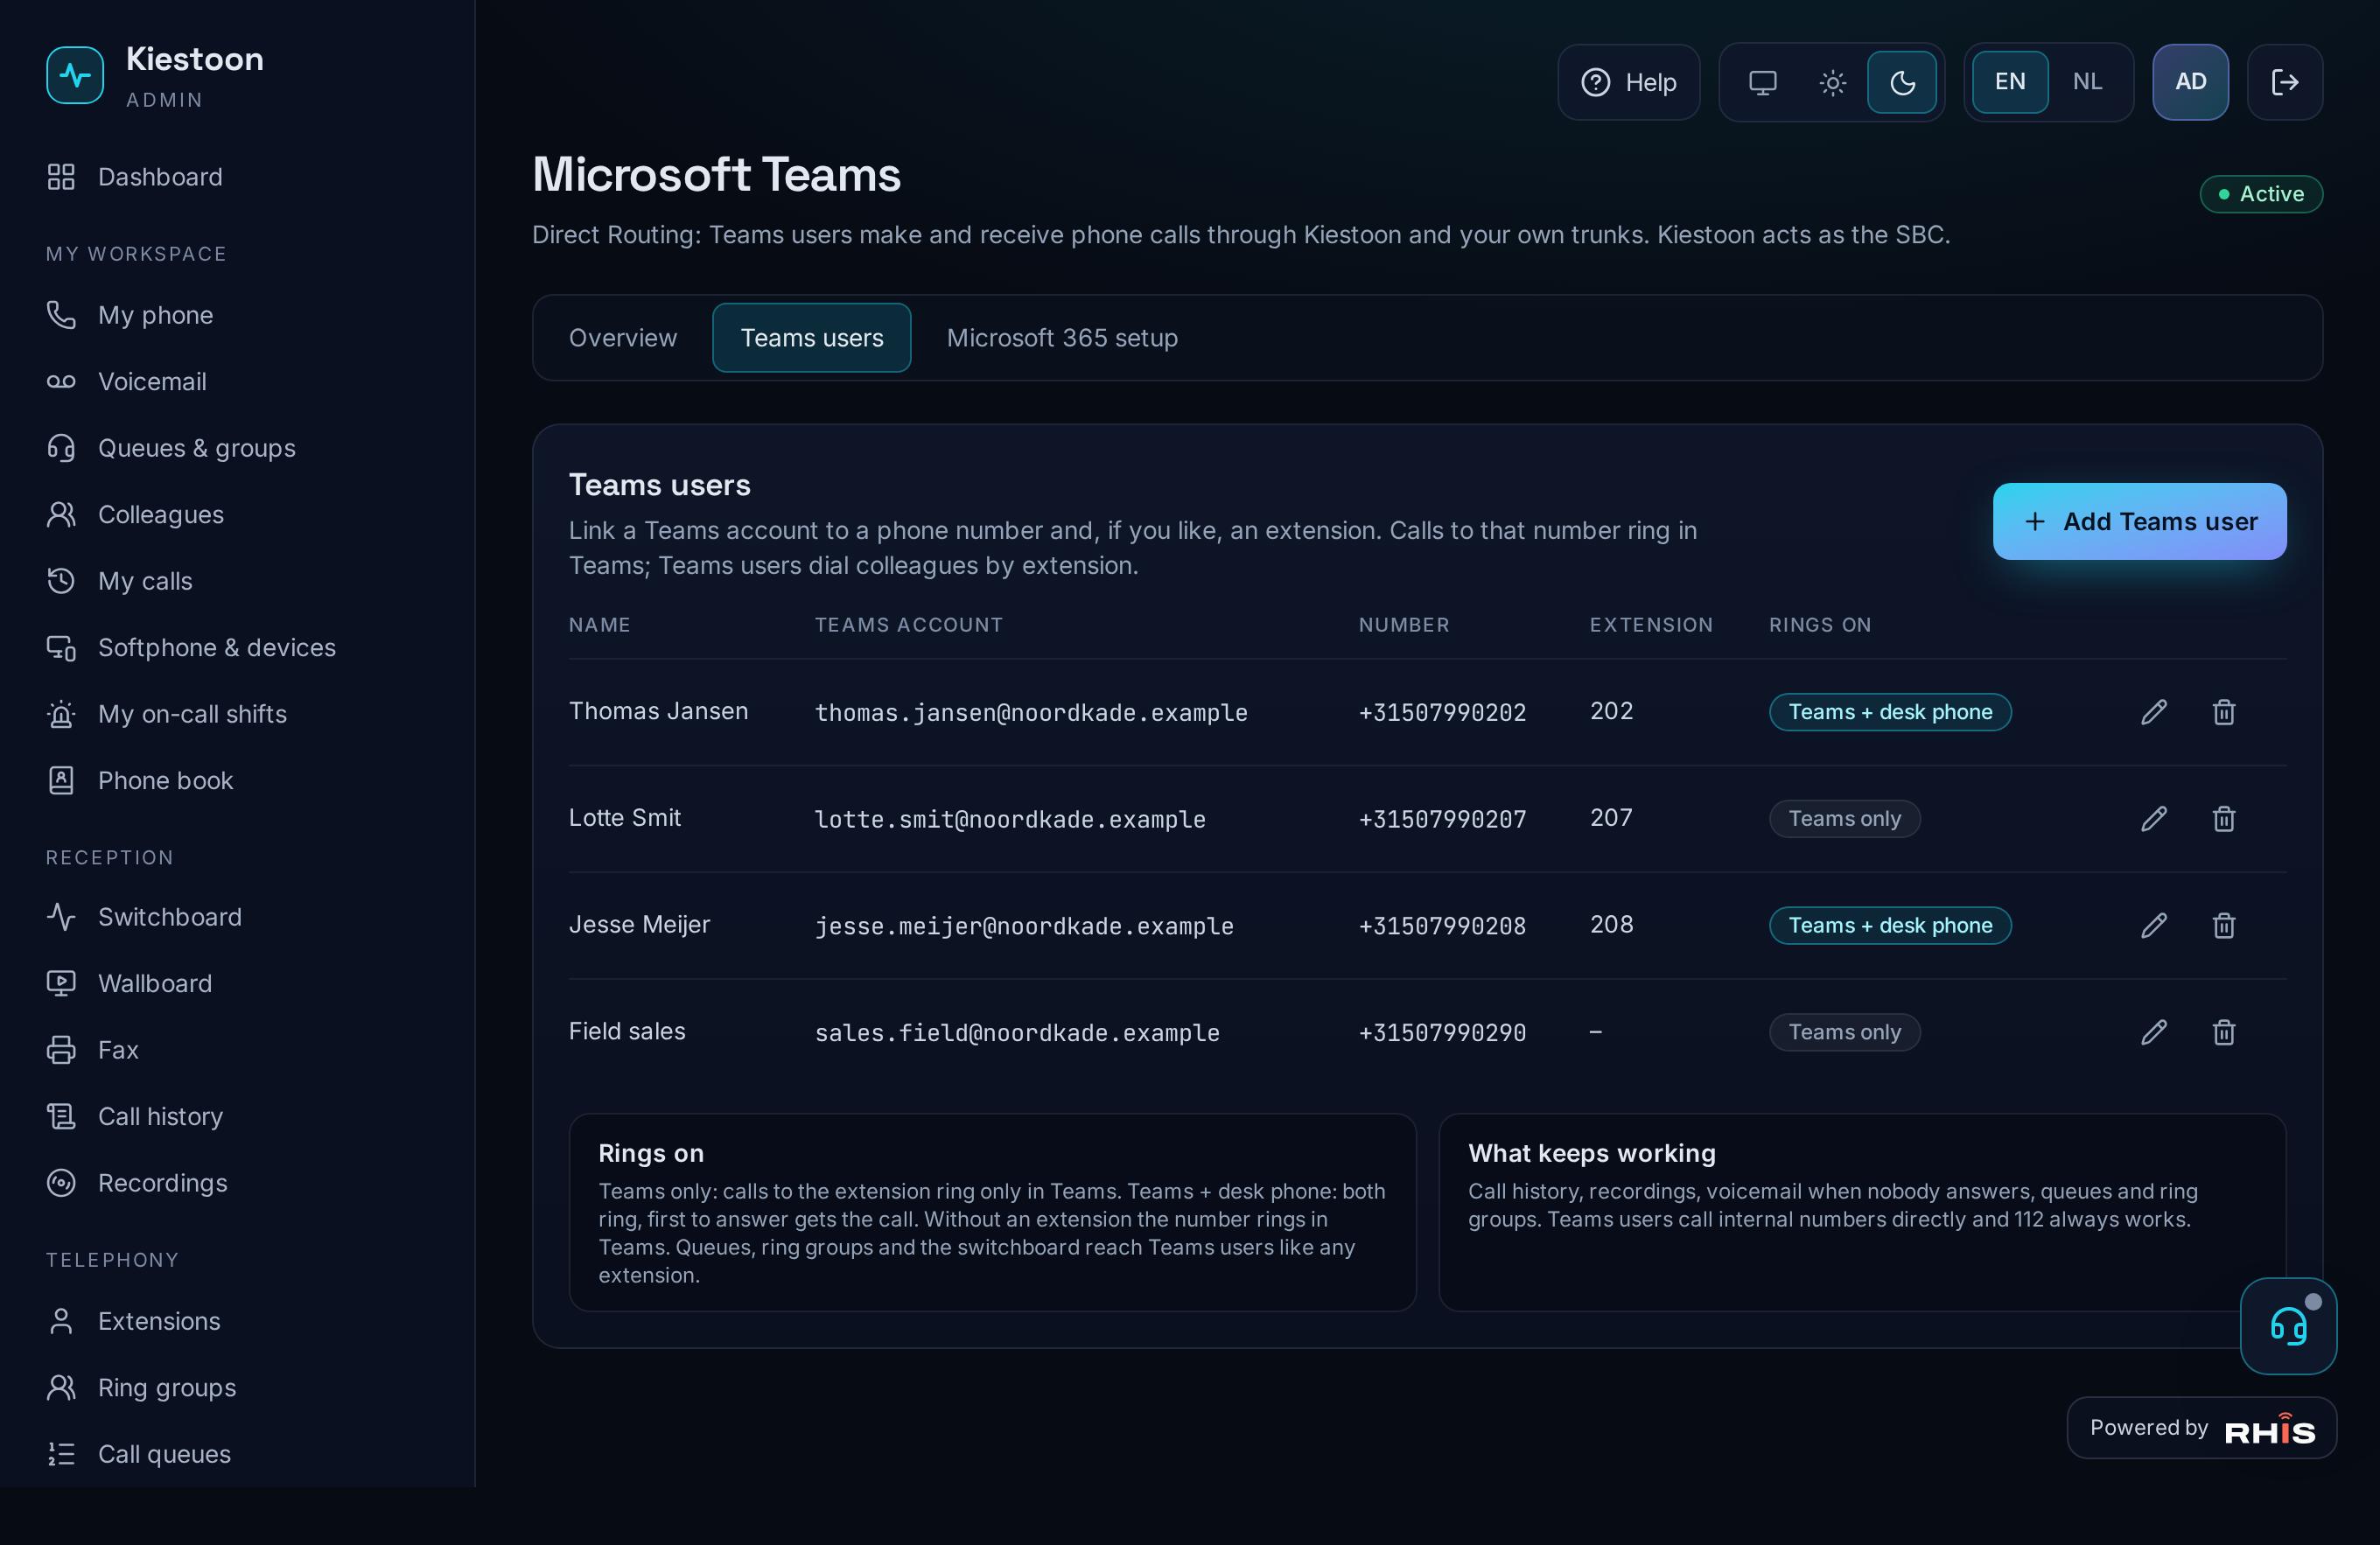 Kiestoon
ADMIN
Dashboard
MY WORKSPACE
My phone
Voicemail
Queues & groups
Colleagues
My calls
Softphone & devices
My on-call shifts
Phone book
RECEPTION
Switchboard
Wallboard
Fax
Call history
Recordings
TELEPHONY
Extensions
Ring groups
Call queues
Help
EN NL
AD
Microsoft Teams
Active
Direct Routing: Teams users make and receive phone calls through Kiestoon and your own trunks. Kiestoon acts as the SBC.
Overview Teams users Microsoft 365 setup
Teams users
Link a Teams account to a phone number and, if you like, an extension. Calls to that number ring in
Teams; Teams users dial colleagues by extension.
+ Add Teams user
NAME TEAMS ACCOUNT NUMBER EXTENSION RINGS ON
Thomas Jansen thomas.jansen@noordkade.example +31507990202 202 Teams + desk phone
Lotte Smit lotte.smit@noordkade.example +31507990207 207 Teams only
Jesse Meijer jesse.meijer@noordkade.example +31507990208 208 Teams + desk phone
Field sales sales.field@noordkade.example +31507990290 – Teams only
Rings on
Teams only: calls to the extension ring only in Teams. Teams + desk phone: both
ring, first to answer gets the call. Without an extension the number rings in
Teams. Queues, ring groups and the switchboard reach Teams users like any
extension.
What keeps working
Call history, recordings, voicemail when nobody answers, queues and ring
groups. Teams users call internal numbers directly and 112 always works.
Powered by RHiS